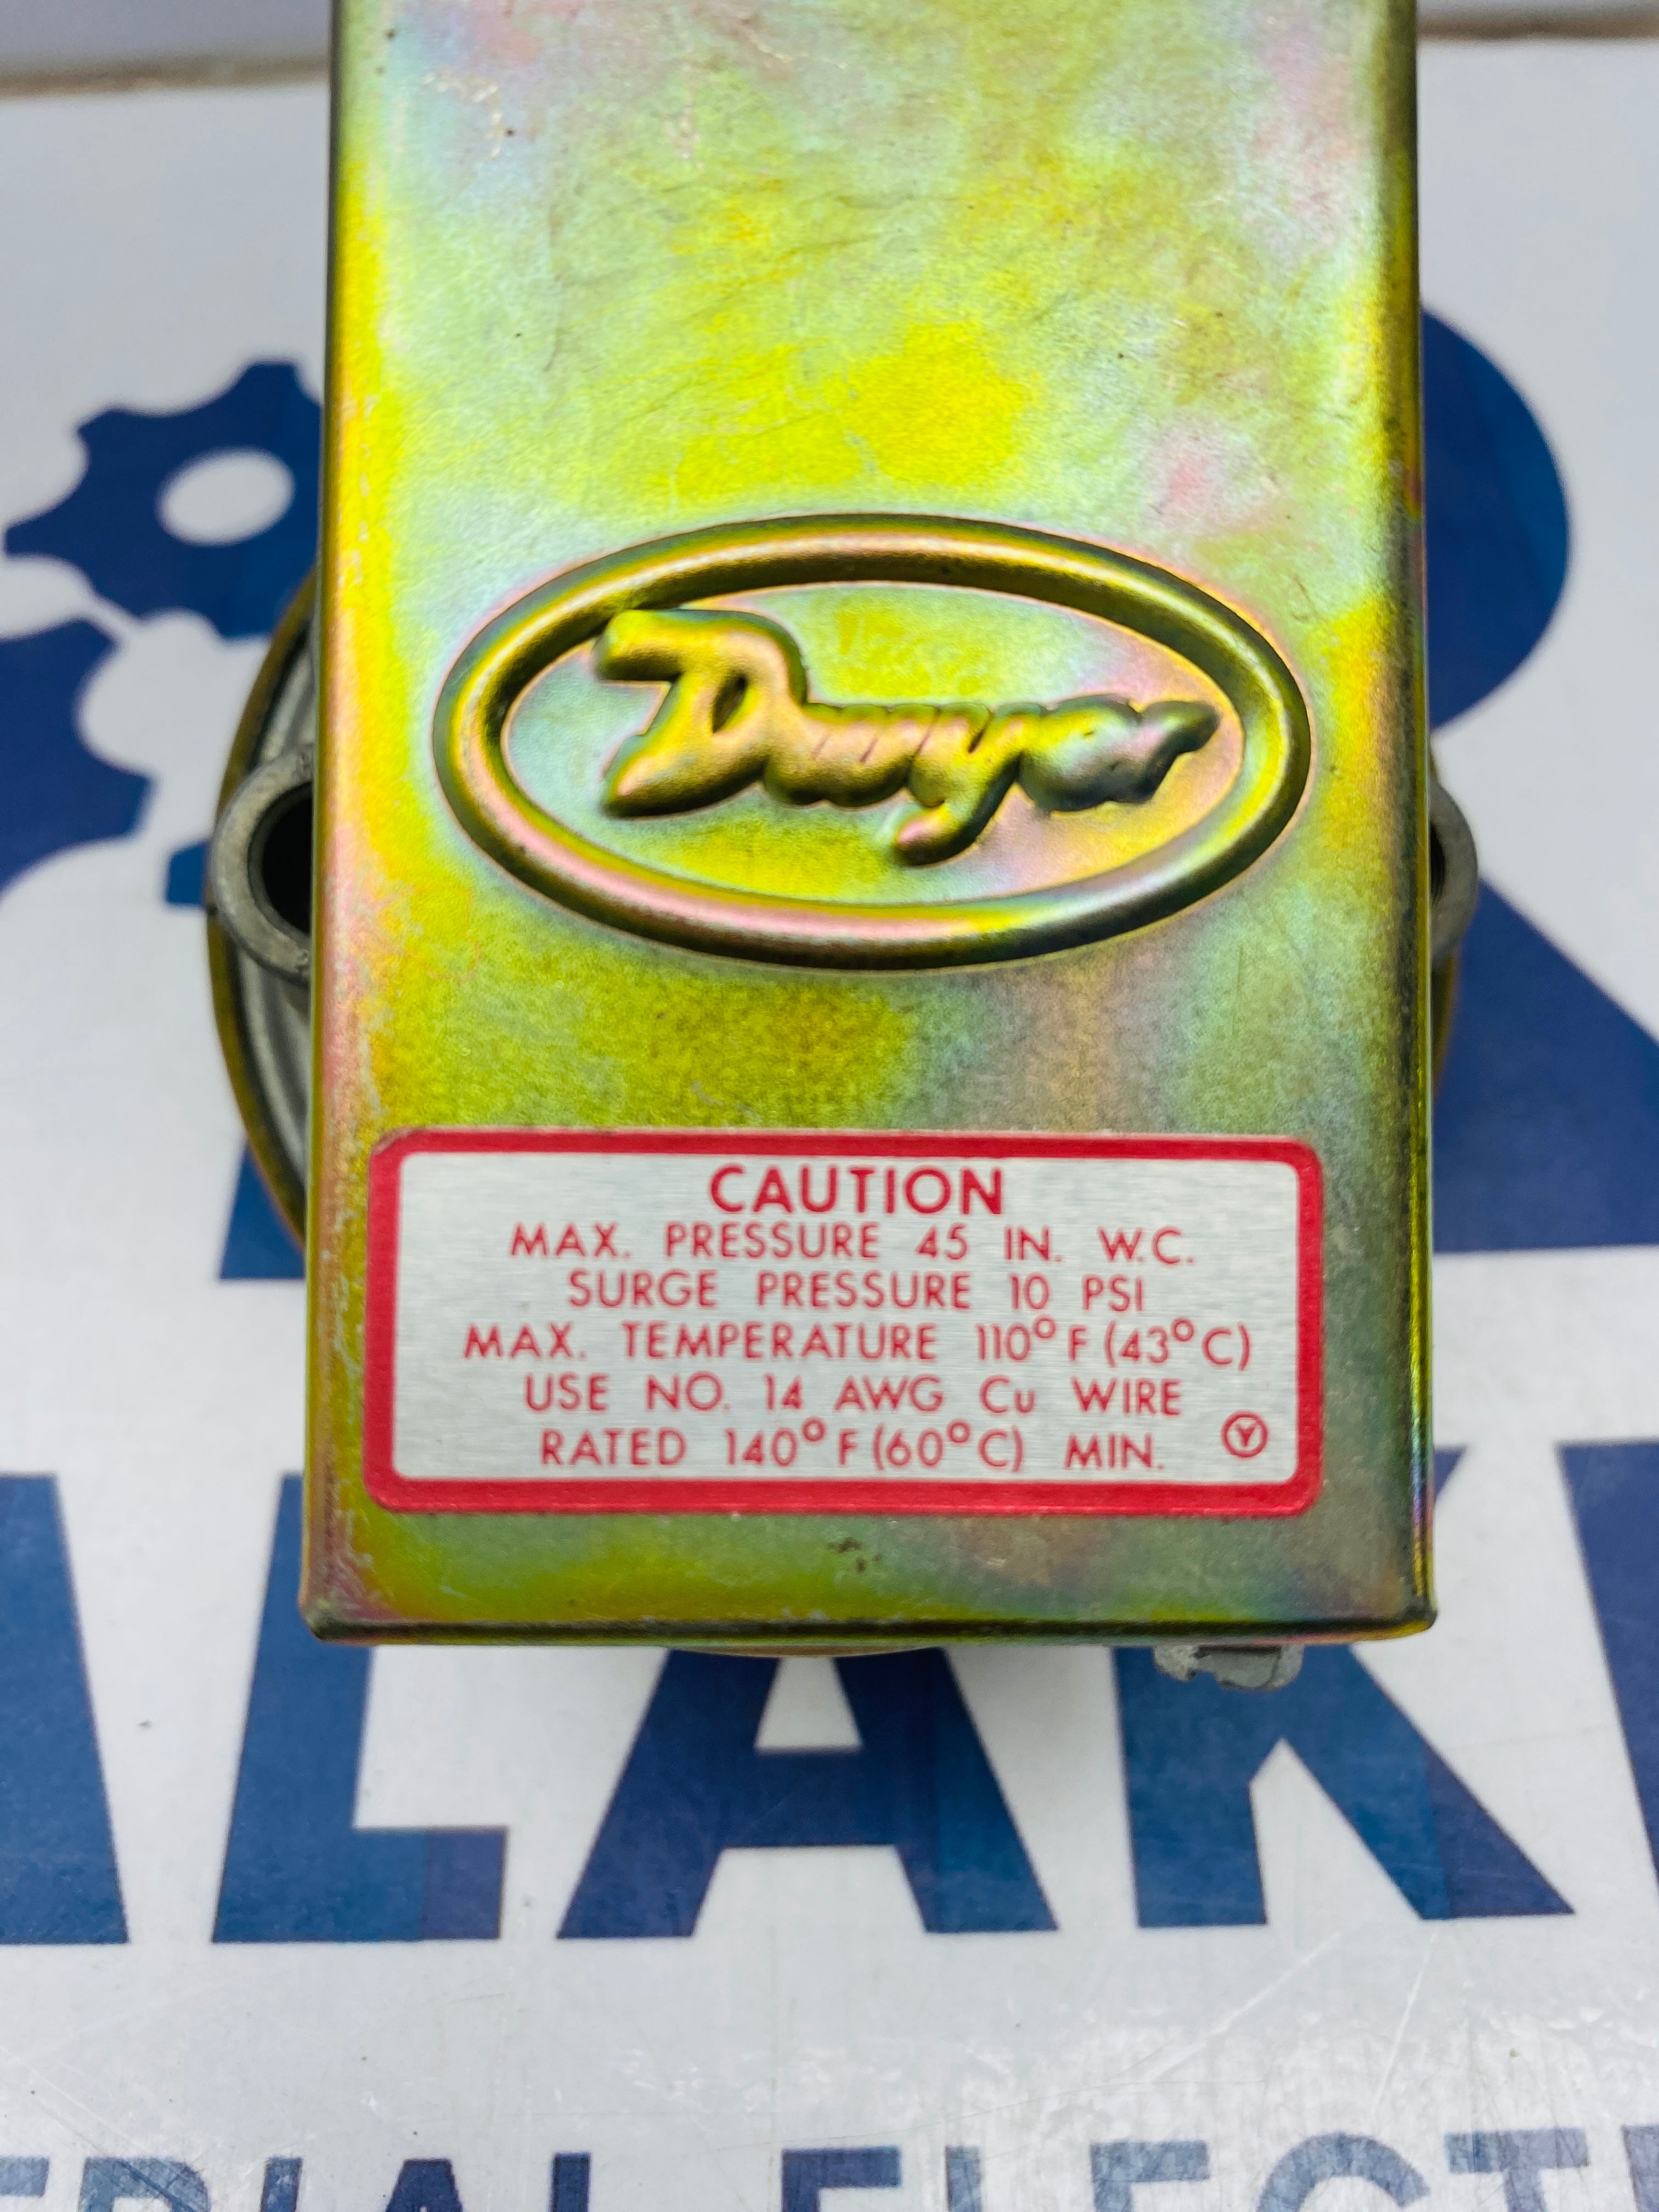 Dwyer
CAUTION
MAX. PRESSURE 45 IN. W.C.
SURGE PRESSURE 10 PSI
MAX. TEMPERATURE 110° F (43° C)
USE NO. 14 AWG Cu WIRE
RATED 140° F (60° C) MIN.
Y